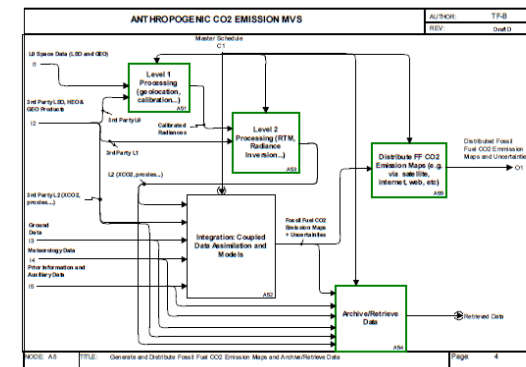 ANTHROPOGENIC CO2 EMISSION MVS
AUTHOR: TF-B
REV: Draft D
Master Schedule
C1
L0 Space Data (LEO and GEO)
I1
Level 1
Processing
(geolocation,
calibration...)
A51
3rd Party LEO, HEO &
GEO Products
I2
3rd Party L0
Calibrated
Radiances
3rd Party L1
Level 2
Processing (RTM,
Radiance
Inversion...)
A53
L2 (XCO2, proxies...)
Distribute FF CO2
Emission Maps (e.g.
via satellite,
internet, web, etc)
A55
Distributed Fossil
Fuel CO2 Emmission
Maps and Uncertainties
O1
3rd Party L2 (XCO2,
proxies...)
Ground
Data
I3
Meteorology Data
I4
Prior Information and
Auxiliary Data
I5
Integration: Coupled
Data Assimilation and
Models
A52
Fossil Fuel CO2
Emission Maps
+ Uncertainties
Archive/Retrieve
Data
A54
Retrieved Data
NODE: A5
TITLE: Generate and Distribute Fossil Fuel CO2 Emission Maps and Archive/Retrieve Data
Page: 4